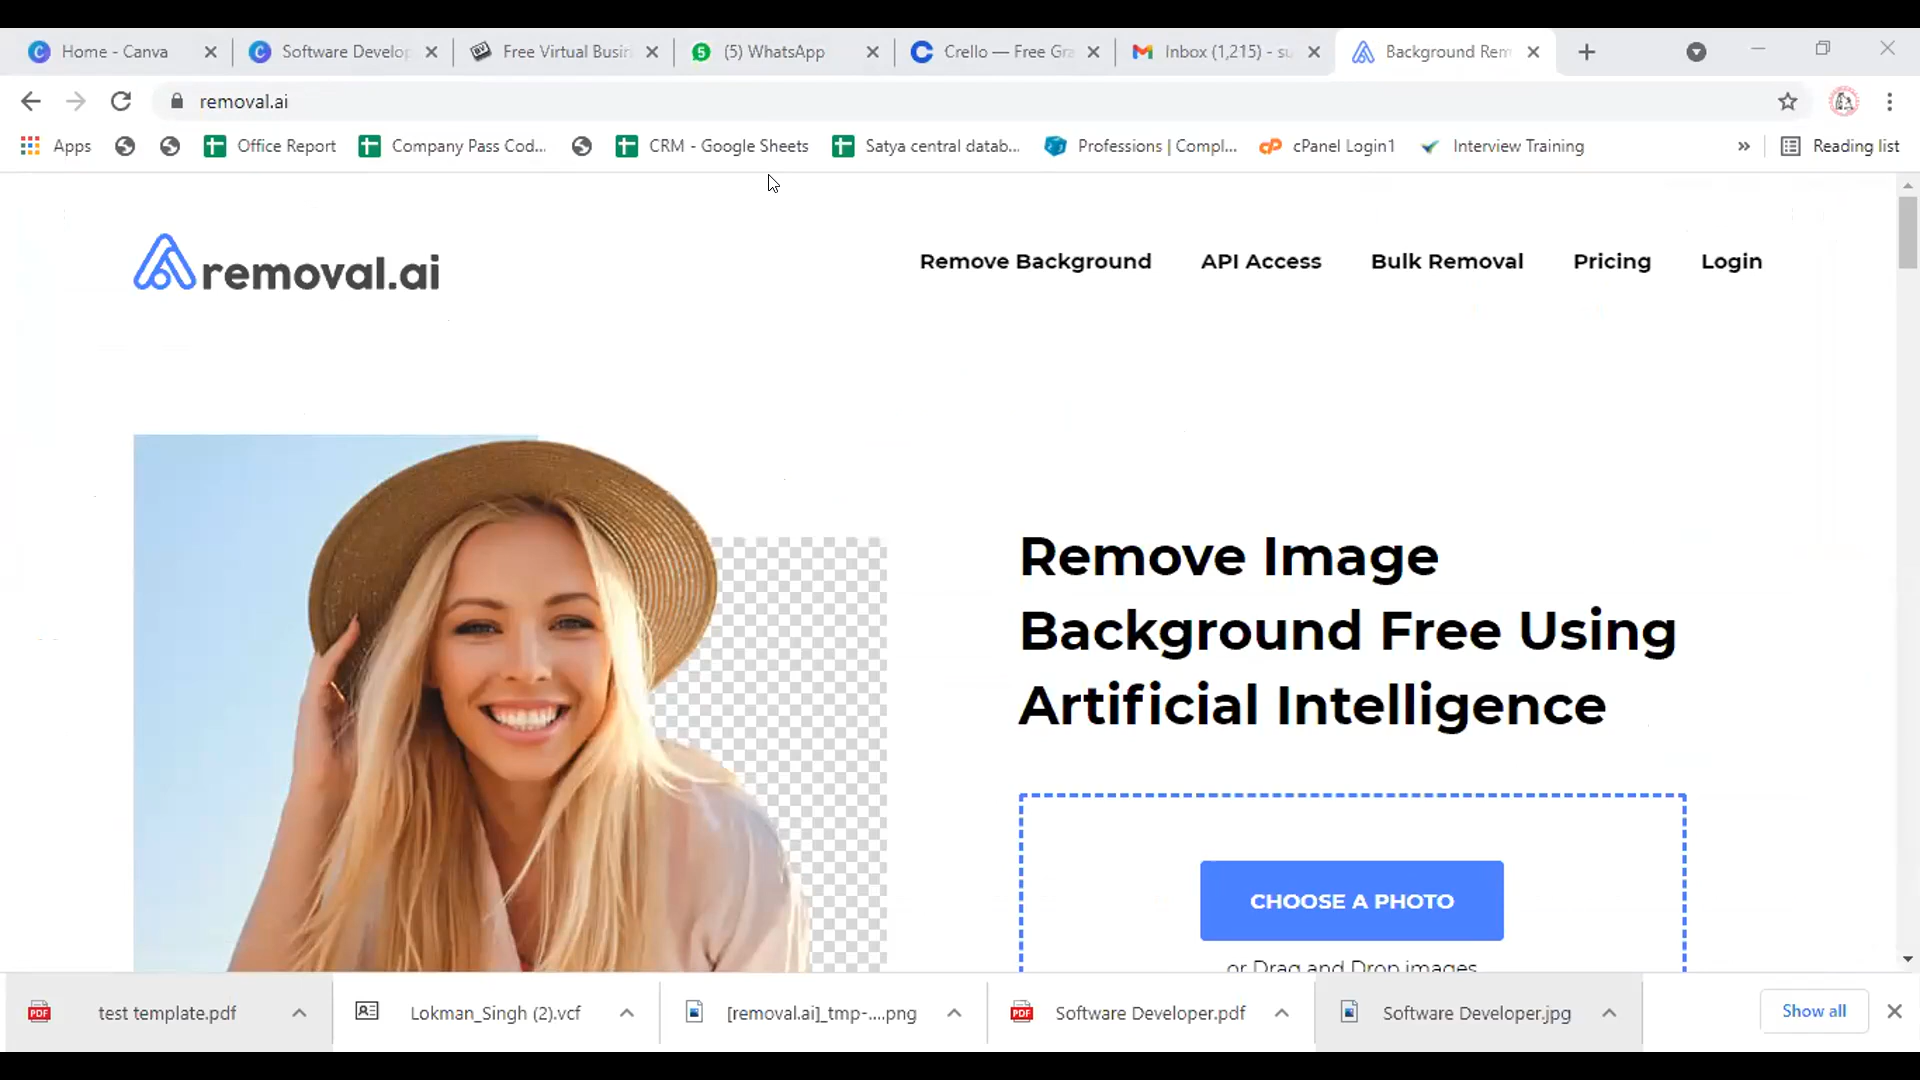 Home - Canva
Software Develop
Free Virtual Busin
(5) WhatsApp
Crello — Free Gra
Inbox (1,215) - su
Background Rem
removal.ai
Apps
Office Report
Company Pass Cod...
CRM - Google Sheets
Satya central datab...
Professions | Compl...
cPanel Login1
Interview Training
Reading list
removal.ai
Remove Background
API Access
Bulk Removal
Pricing
Login
Remove Image
Background Free Using
Artificial Intelligence
CHOOSE A PHOTO
or Drag and Drop images
test template.pdf
Lokman_Singh (2).vcf
[removal.ai]_tmp-....png
Software Developer.pdf
Software Developer.jpg
Show all